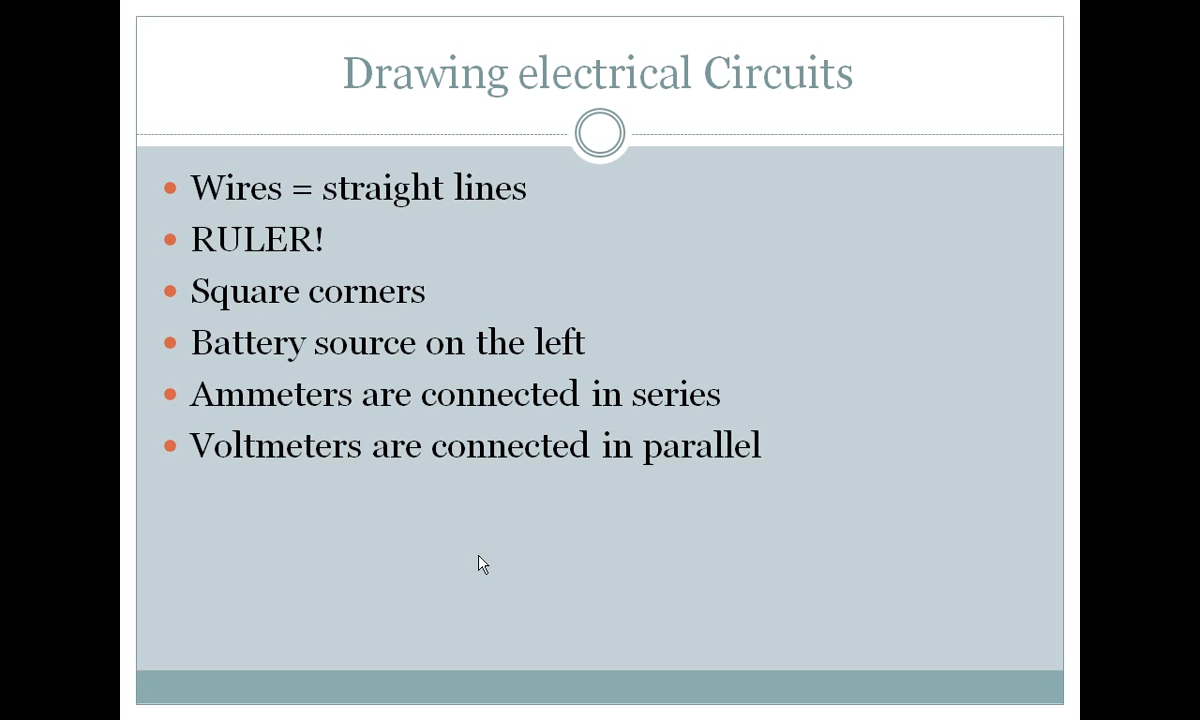 Drawing electrical Circuits
Wires = straight lines
RULER!
Square corners
Battery source on the left
Ammeters are connected in series
Voltmeters are connected in parallel